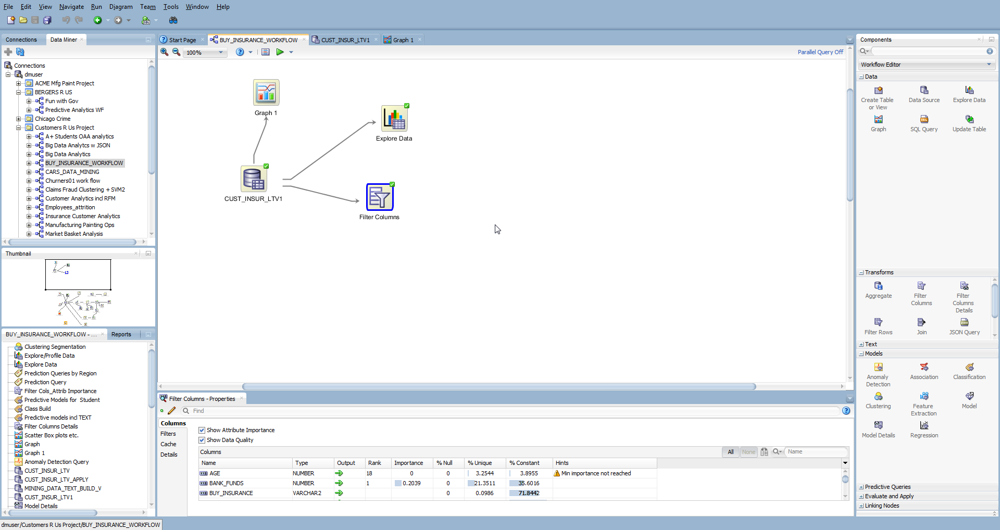 File Edit View Navigate Run Diagram Team Tools Window Help
Connections Data Miner
Connections
dmuser
ACME Mfg Paint Project
BERGERS R US
Fun with Gov
Predictive Analytics WF
Chicago Crime
Customers R Us Project
A+ Students OAA analytics
Big Data Analytcs w JSON
Big Data Analytics
BUY_INSURANCE_WORKFLOW
CARS_DATA_MINING
Churners01 work flow
Claims Fraud Clustering + SVM2
Customer Analytics incl RFM
Employees_attrition
Insurance Customer Analytics
Manufacturing Painting Ops
Market Basket Analysis
Thumbnail
BUY_INSURANCE_WORKFLOW - ... Reports
Clustering Segmentation
Explore/Profile Data
Explore Data
Prediction Queries by Region
Prediction Query
Filter Cols_Attrib Importance
Predictive Models for Student
Class Build
Predictive models incl TEXT
Filter Columns Details
Scatter Box plots etc.
Graph
Graph 1
Anomaly Detection Query
CUST_INSUR_LTV
CUST_INSUR_LTV_APPLY
MINING_DATA_TEXT_BUILD_V
CUST_INSUR_LTV1
Model Details
dmuser/Customers R Us Project/BUY_INSURANCE_WORKFLOW
Start Page BUY_INSURANCE_WORKFLOW CUST_INSUR_LTV1 Graph 1
100% Parallel Query Off
Graph 1
Explore Data
CUST_INSUR_LTV1
Filter Columns
Filter Columns - Properties
Find
Columns
Filters
Cache
Details
Show Attribute Importance
Show Data Quality
Columns All None Name
Name Type Output Rank Importance % Null % Unique % Constant Hints
AGE NUMBER 18 0 0 3.2544 3.8955 Min importance not reached
BANK_FUNDS NUMBER 1 0.2039 0 21.3511 35.6016
BUY_INSURANCE VARCHAR2 0 0.0986 71.8442
Components
Workflow Editor
Data
Create Table or View
Data Source
Explore Data
Graph
SQL Query
Update Table
Transforms
Aggregate
Filter Columns
Filter Columns Details
Filter Rows
Join
JSON Query
Text
Models
Anomaly Detection
Association
Classification
Clustering
Feature Extraction
Model
Model Details
Regression
Predictive Queries
Evaluate and Apply
Linking Nodes